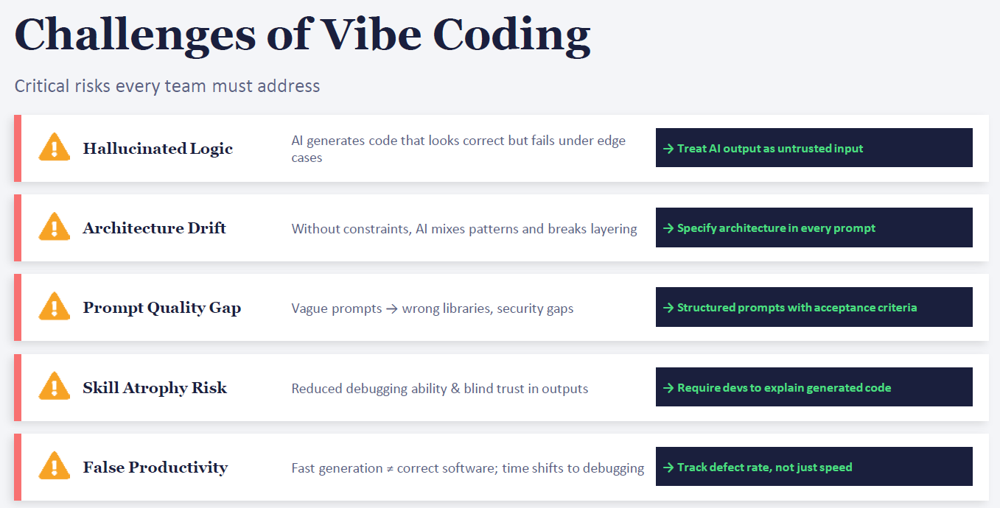 Challenges of Vibe Coding
Critical risks every team must address
Hallucinated Logic
AI generates code that looks correct but fails under edge
cases
→ Treat AI output as untrusted input
Architecture Drift
Without constraints, AI mixes patterns and breaks layering
→ Specify architecture in every prompt
Prompt Quality Gap
Vague prompts → wrong libraries, security gaps
→ Structured prompts with acceptance criteria
Skill Atrophy Risk
Reduced debugging ability & blind trust in outputs
→ Require devs to explain generated code
False Productivity
Fast generation ≠ correct software; time shifts to debugging
→ Track defect rate, not just speed